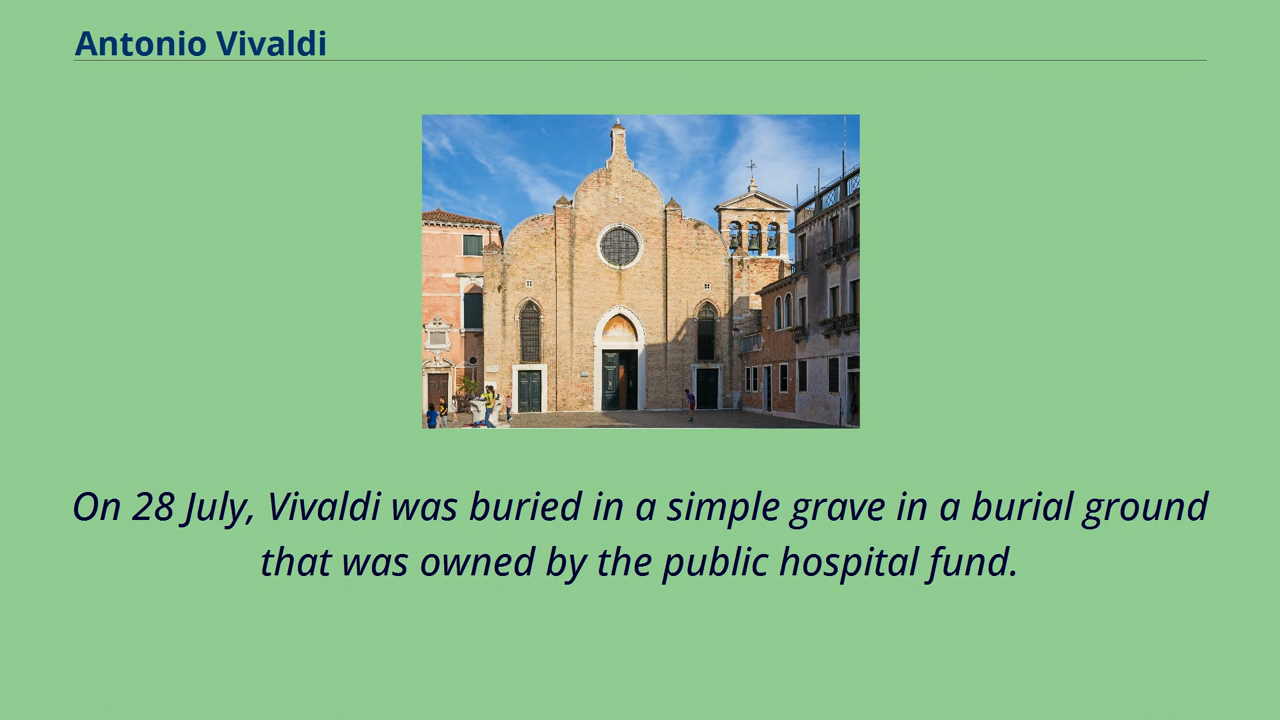 Antonio Vivaldi
On 28 July, Vivaldi was buried in a simple grave in a burial ground
that was owned by the public hospital fund.